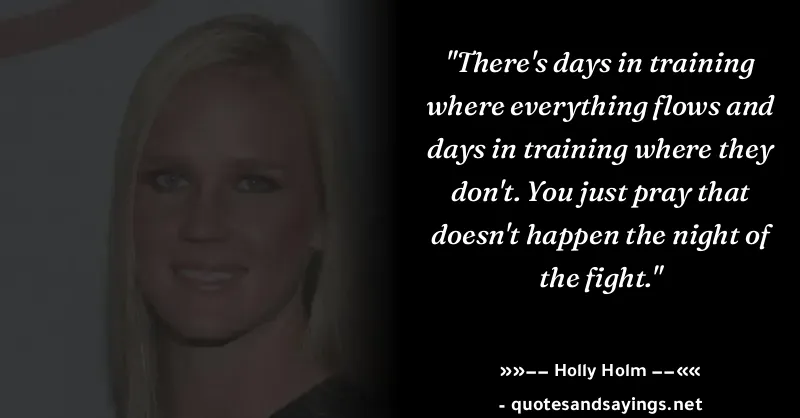 "There's days in training
where everything flows and
days in training where they
don't. You just pray that
doesn't happen the night of
the fight."
»»−− Holly Holm −−««
- quotesandsayings.net